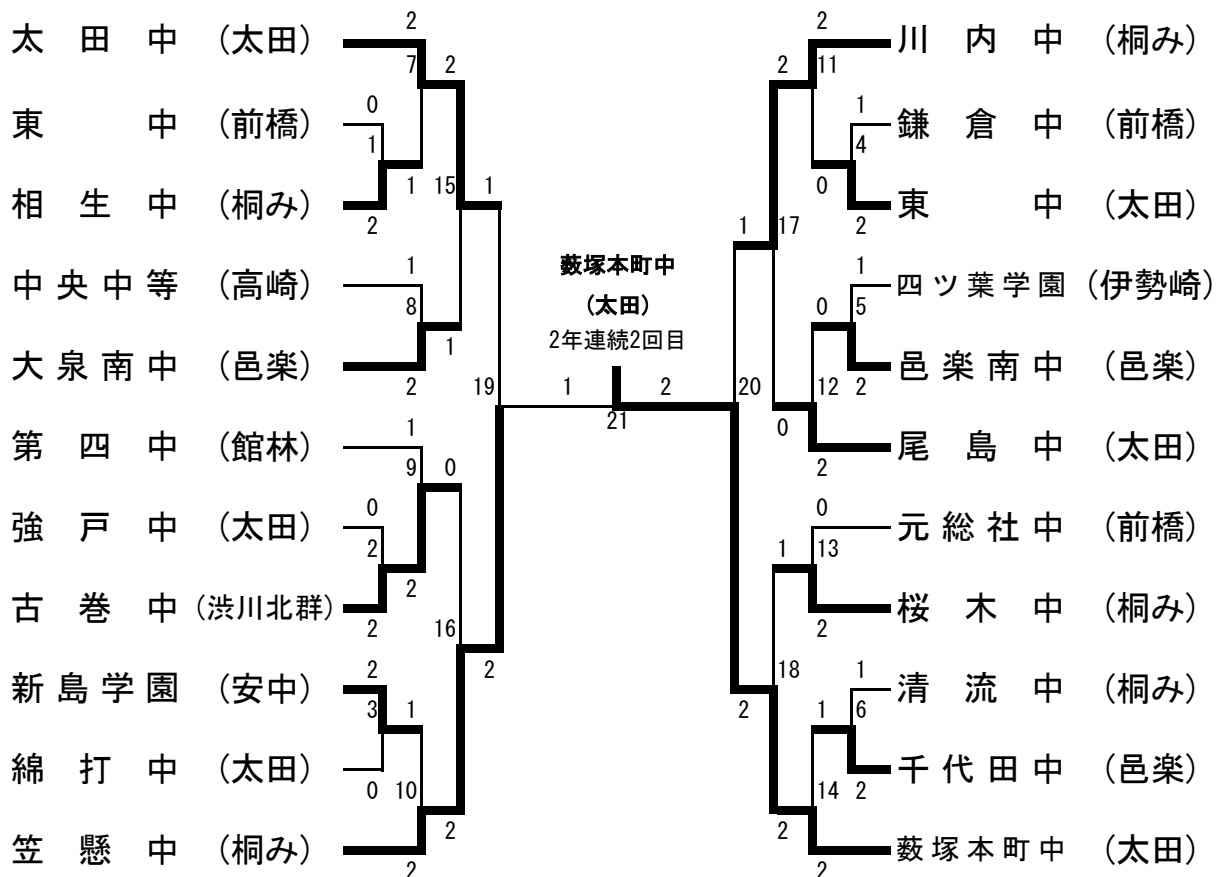 2
太田中 (太田)
7
2
0
東中 (前橋)
1
1
15
1
相生中 (桐み)
2
1
中央中等 (高崎)
8
1
大泉南中 (邑楽)
2
19
1
第四中 (館林)
9
0
0
強戸中 (太田)
2
2
古巻中 (渋川北群)
2
16
2
2
新島学園 (安中)
3
1
綿打中 (太田)
0
10
2
笠懸中 (桐み)
2
藪塚本町中
(太田)
2年連続2回目
1
2
21
2
川内中 (桐み)
2
11
1
鎌倉中 (前橋)
4
0
東中 (太田)
2
1
17
1
四ツ葉学園 (伊勢崎)
0
5
邑楽南中 (邑楽)
20
12
2
0
尾島中 (太田)
2
0
元総社中 (前橋)
1
13
桜木中 (桐み)
2
18
1
清流中 (桐み)
2
1
6
千代田中 (邑楽)
14
2
2
藪塚本町中 (太田)
2